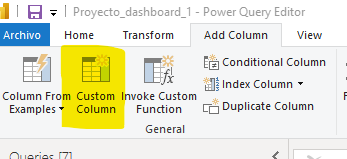 Proyecto_dashboard_1 - Power Query Editor
Archivo Home Transform Add Column
Column From Examples Custom Column Invoke Custom Function
Conditional Column
Index Column
Duplicate Column
General
Queries [7]